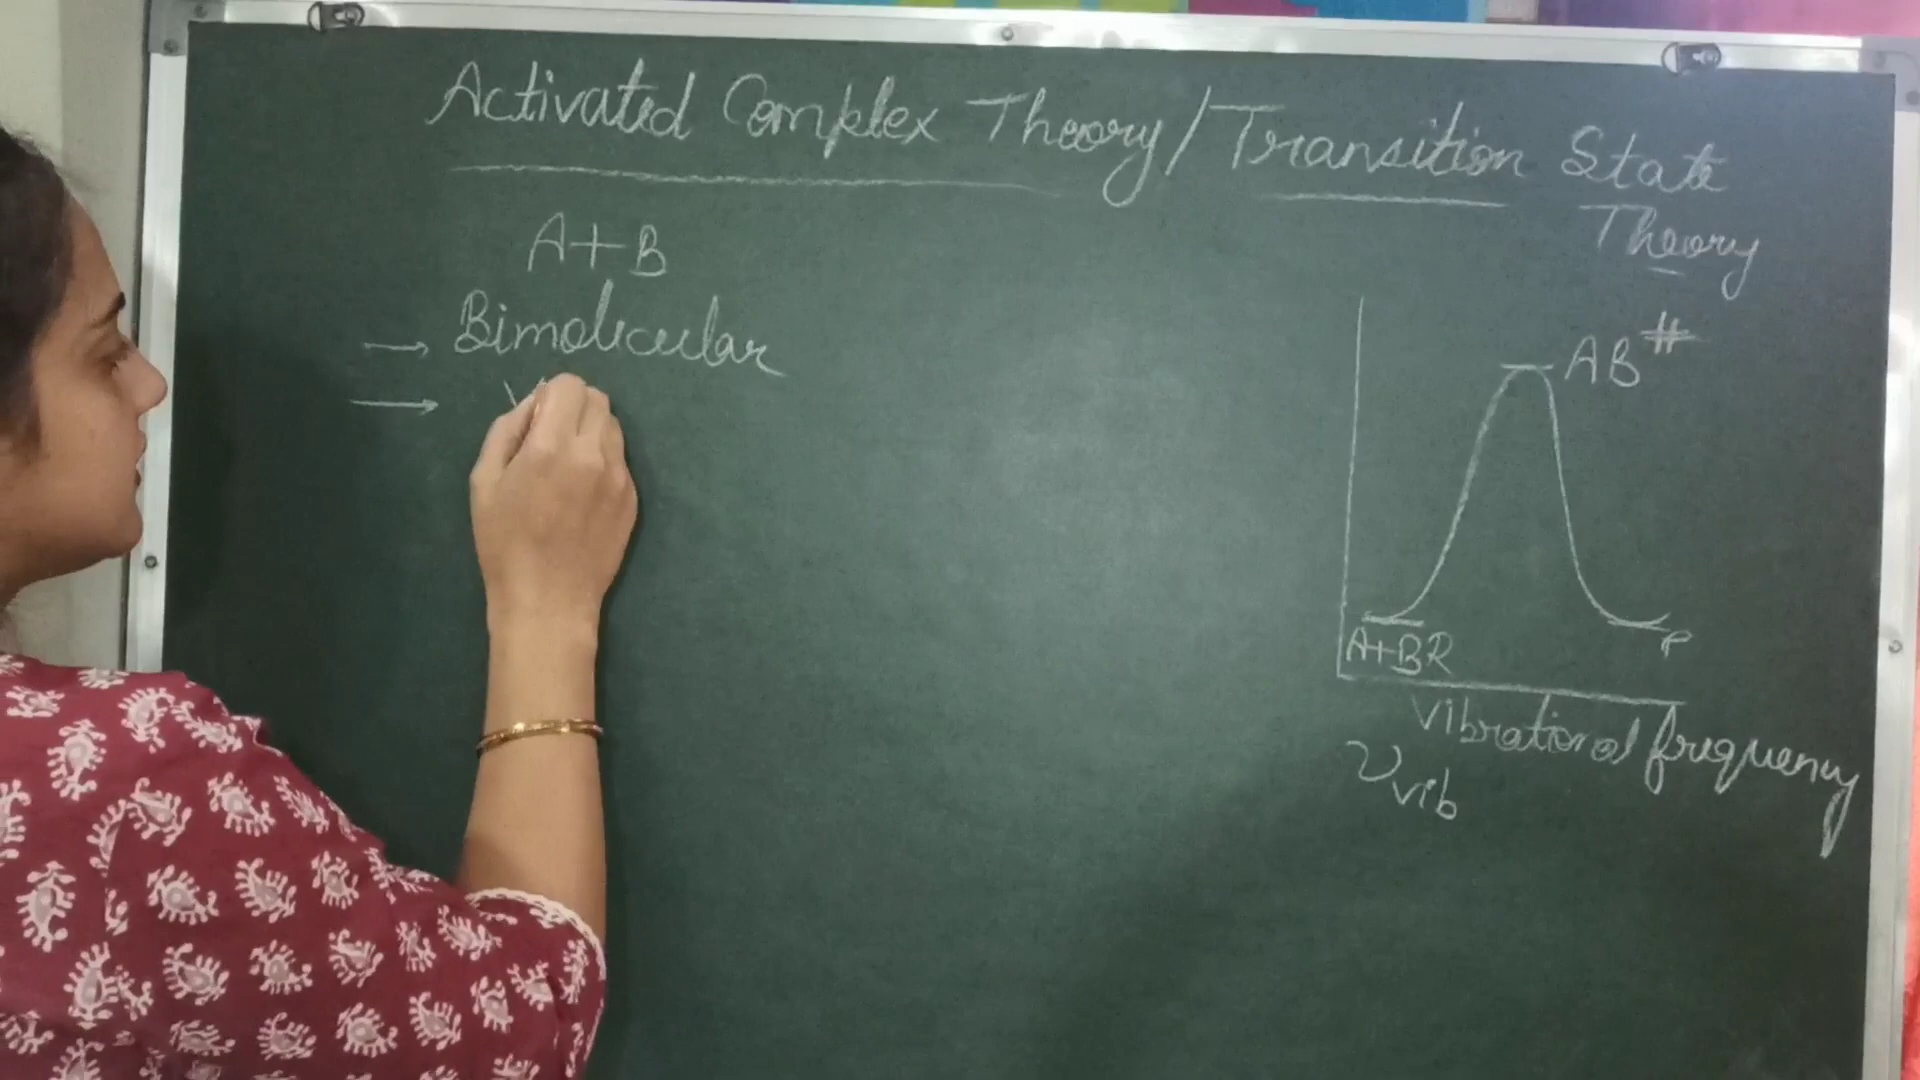 Activated Complex Theory/Transition State
Theory
A+B
→ Bimolecular
→
AB#
A+B R
P
Vibrational frequency
ν vib